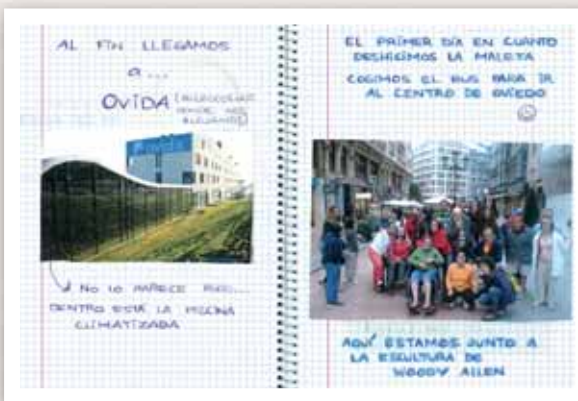 AL FIN LLEGAMOS
a...
OVIDA
NO LO PARECE PERO...
DENTRO ESTÁ LA PISCINA
CLIMATIZADA
EL PRIMER DÍA EN CUANTO
DESHICIMOS LA MALETA
COGIMOS EL BUS PARA IR
AL CENTRO DE OVIEDO
AQUÍ ESTAMOS JUNTO A
LA ESCULTURA DE
WOODY ALLEN